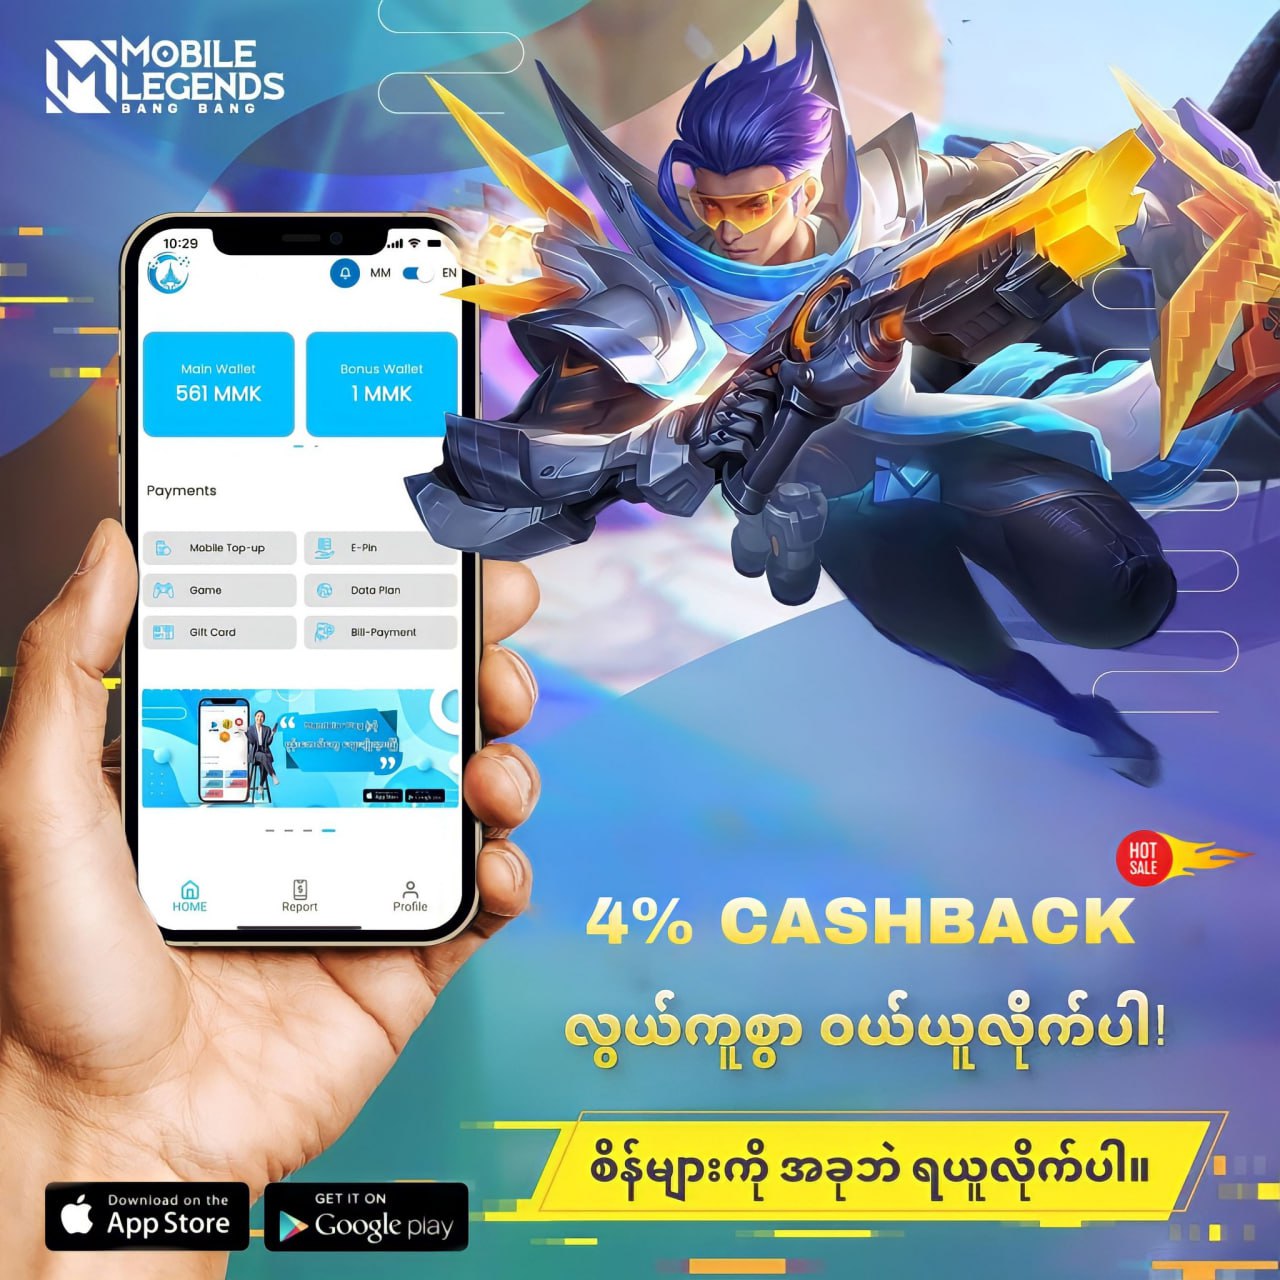 MOBILE
LEGENDS
BANG BANG
10:29
MM EN
Main Wallet
561 MMK
Bonus Wallet
1 MMK
Payments
Mobile Top-up
E-Pin
Game
Data Plan
Gift Card
Bill-Payment
HOME
Report
Profile
HOT
SALE
4% CASHBACK
လွယ်ကူစွာ ဝယ်ယူလိုက်ပါ!
စိန်များကို အခုဘဲ ရယူလိုက်ပါ။
Download on the
App Store
GET IT ON
Google play